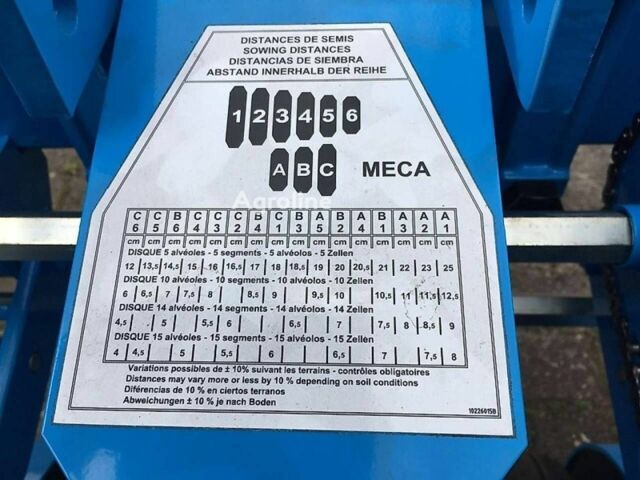 DISTANCES DE SEMIS
SOWING DISTANCES
DISTANCIAS DE SIEMBRA
ABSTAND INNERHALB DER REIHE
1 2 3 4 5 6
A B C MECA
Agroline
C C B C C C B C B A B A B A A A
6 5 6 4 3 2 4 1 3 5 2 4 1 3 2 1
cm cm cm cm cm cm cm cm cm cm cm cm cm cm cm cm
DISQUE 5 alvéoles - 5 segments - 5 alvéolos - 5 Zellen
12 13,5 14,5 15 16 16,5 17 18 18,5 19 20 20,5 21 22 23 25
DISQUE 10 alvéoles - 10 segments - 10 alvéolos - 10 Zellen
6 6,5 7 7,5 8 8,5 9 9,5 10 10,5 11 11,5 12,5
DISQUE 14 alvéoles - 14 segments - 14 alvéolos - 14 Zellen
4,5 5 5,5 6 6,5 7 7,5 8 8,5 9
DISQUE 15 alvéoles - 15 segments - 15 alvéolos - 15 Zellen
4 4,5 5 5,5 6 6,5 7 7,5 8
Variations possibles de ± 10% suivant les terrains - contrôles obligatoires
Distances may vary more or less by 10 % depending on soil conditions
Diférencias de 10 % en ciertos terranos
Abweichungen ± 10 % je nach Boden
10226015B